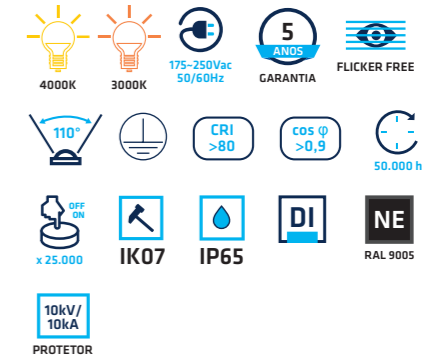 4000K
3000K
175~250Vac
50/60Hz
5
ANOS
GARANTIA
FLICKER FREE
110°
CRI
>80
cos φ
>0,9
50.000 h
OFF
ON
x 25.000
IK07
IP65
DI
NE
RAL 9005
10kV/
10kA
PROTETOR